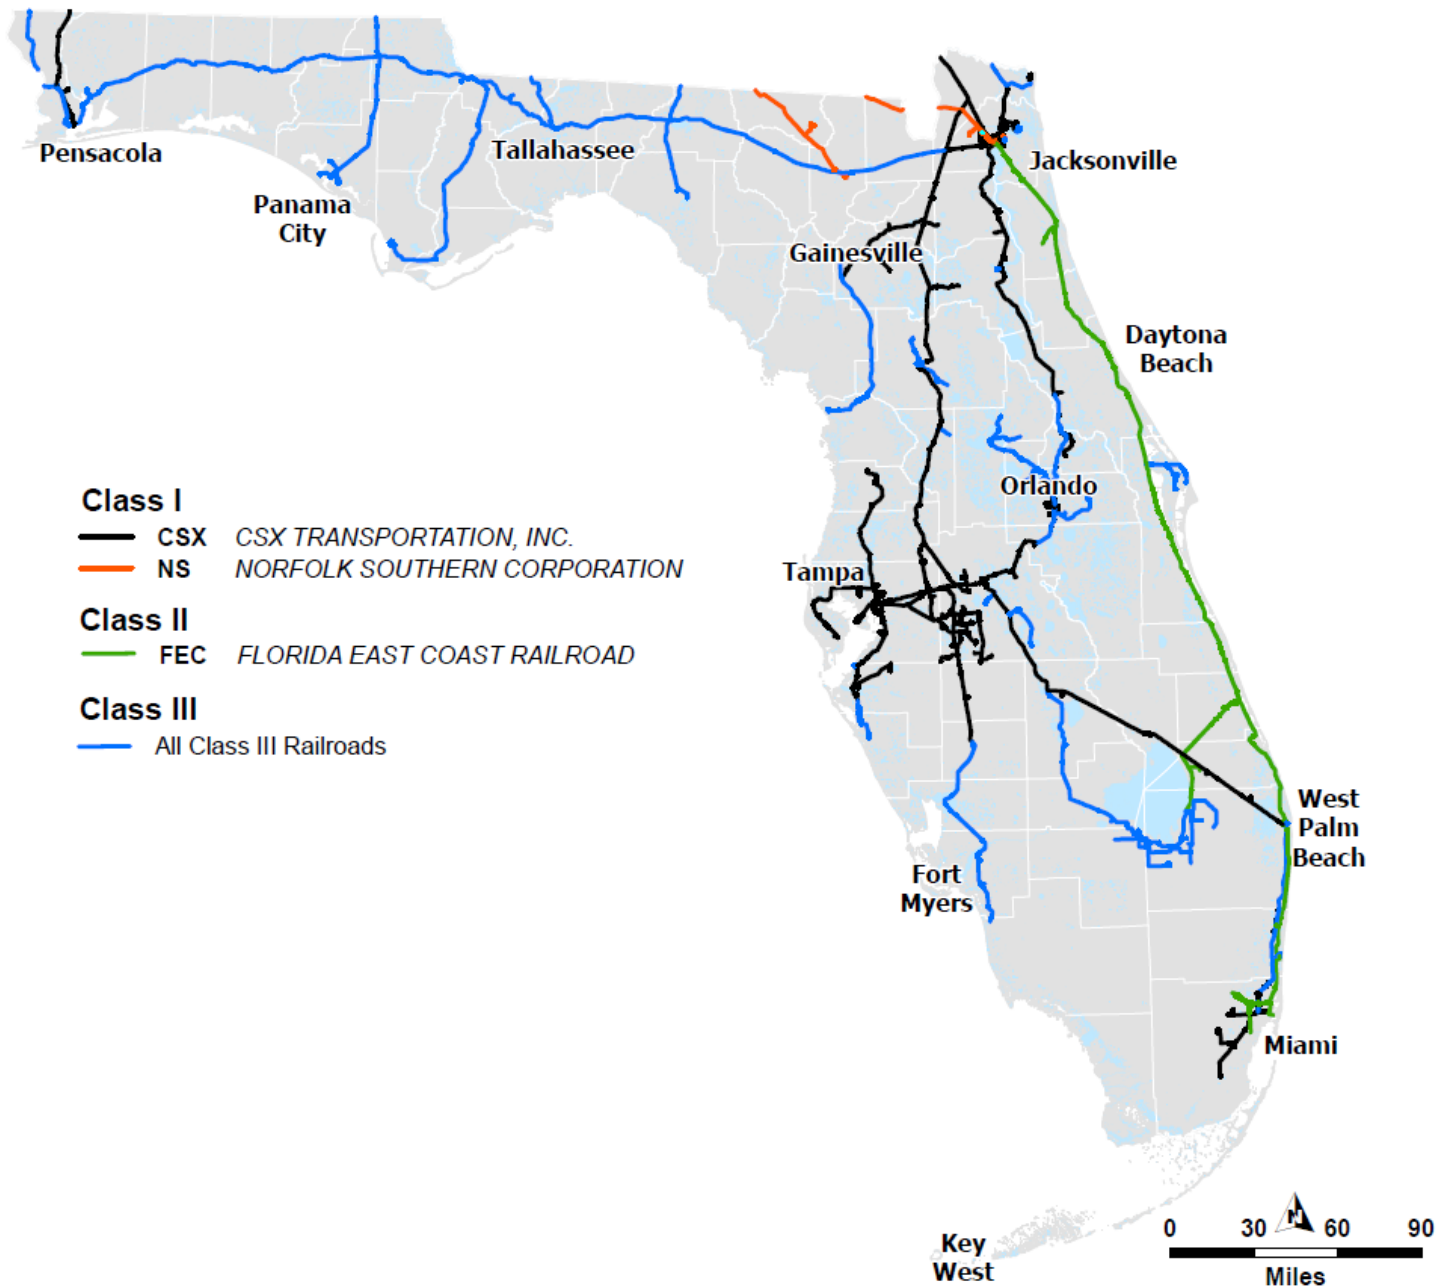 Pensacola
Panama
City
Tallahassee
Jacksonville
Gainesville
Daytona
Beach
Orlando
Tampa
Class I
CSX CSX TRANSPORTATION, INC.
NS NORFOLK SOUTHERN CORPORATION
Class II
FEC FLORIDA EAST COAST RAILROAD
Class III
All Class III Railroads
West
Palm
Beach
Fort
Myers
Miami
Key
West
N
0 30 60 90
Miles